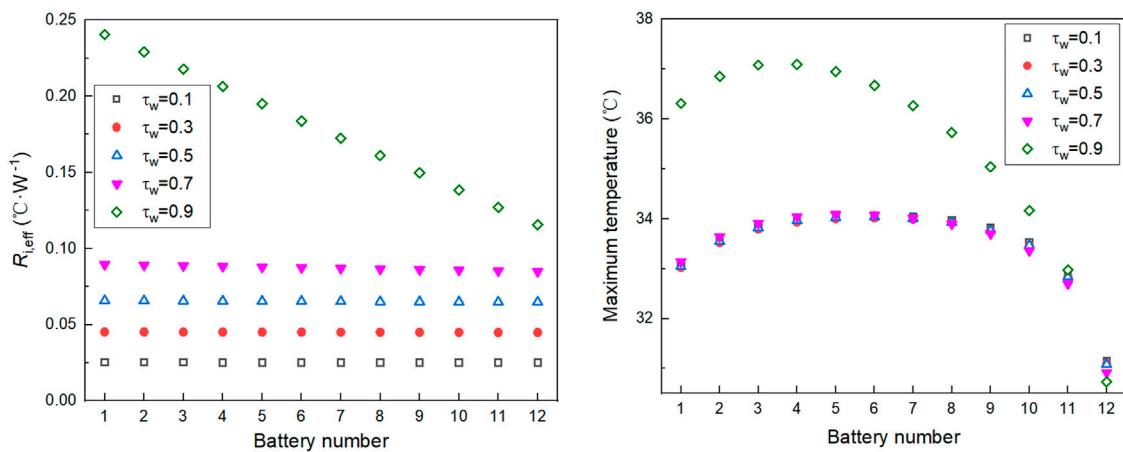 0.25
0.20
0.15
0.10
0.05
0.00
R_{l,eff} (℃·W⁻¹)
τ_w=0.1
τ_w=0.3
τ_w=0.5
τ_w=0.7
τ_w=0.9
1 2 3 4 5 6 7 8 9 10 11 12
Battery number
38
36
34
32
Maximum temperature (℃)
τ_w=0.1
τ_w=0.3
τ_w=0.5
τ_w=0.7
τ_w=0.9
1 2 3 4 5 6 7 8 9 10 11 12
Battery number